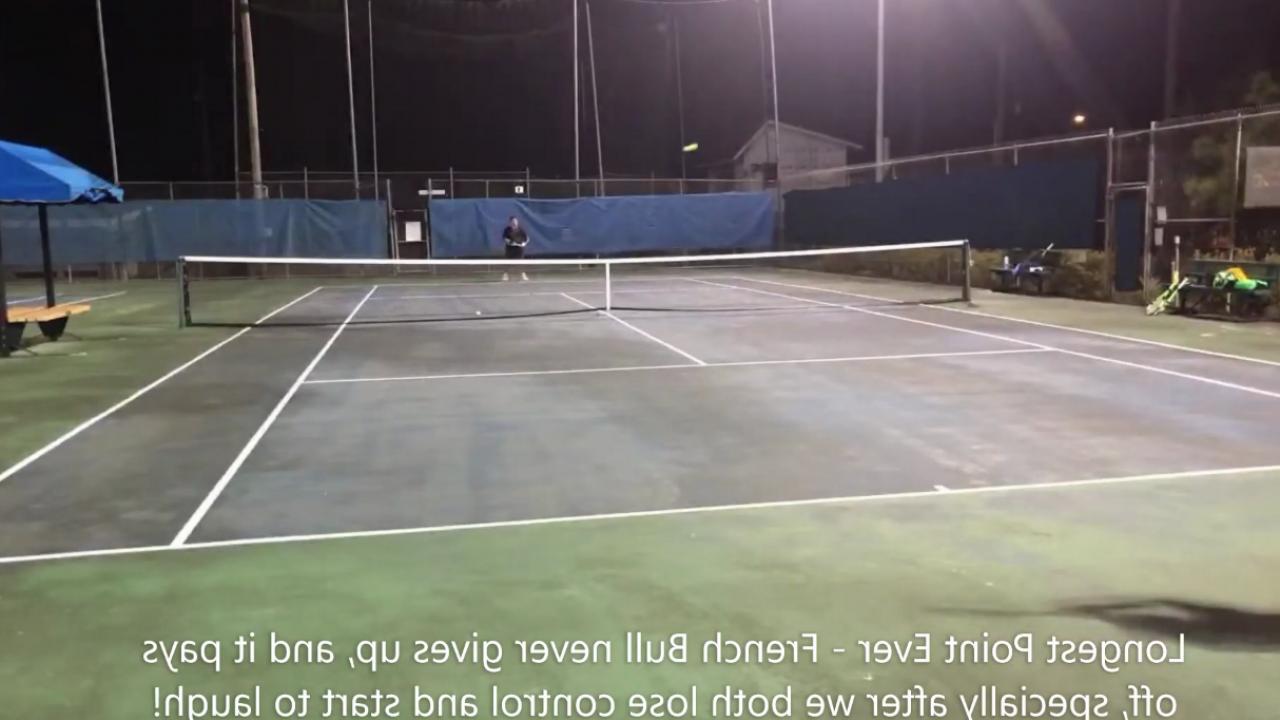 Longest Point Ever - French Bull never gives up, and it pays
off, specially after we both lose control and start to laugh!